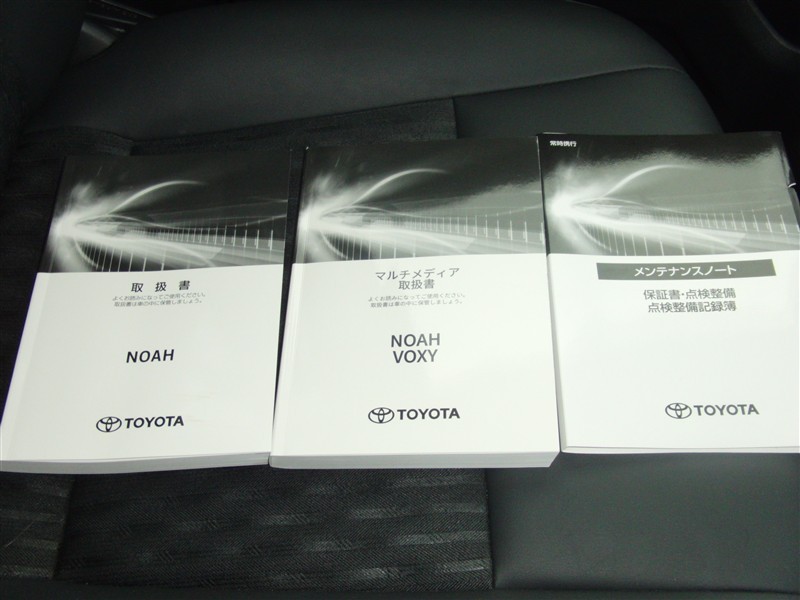 取扱書
よくお読みになってご使用ください。
取扱書は車の中に保管しましょう。
NOAH
TOYOTA
マルチメディア
取扱書
よくお読みになってご使用ください。
取扱書は車の中に保管しましょう。
NOAH
VOXY
TOYOTA
常時携行
メンテナンスノート
保証書・点検整備
点検整備記録簿
TOYOTA